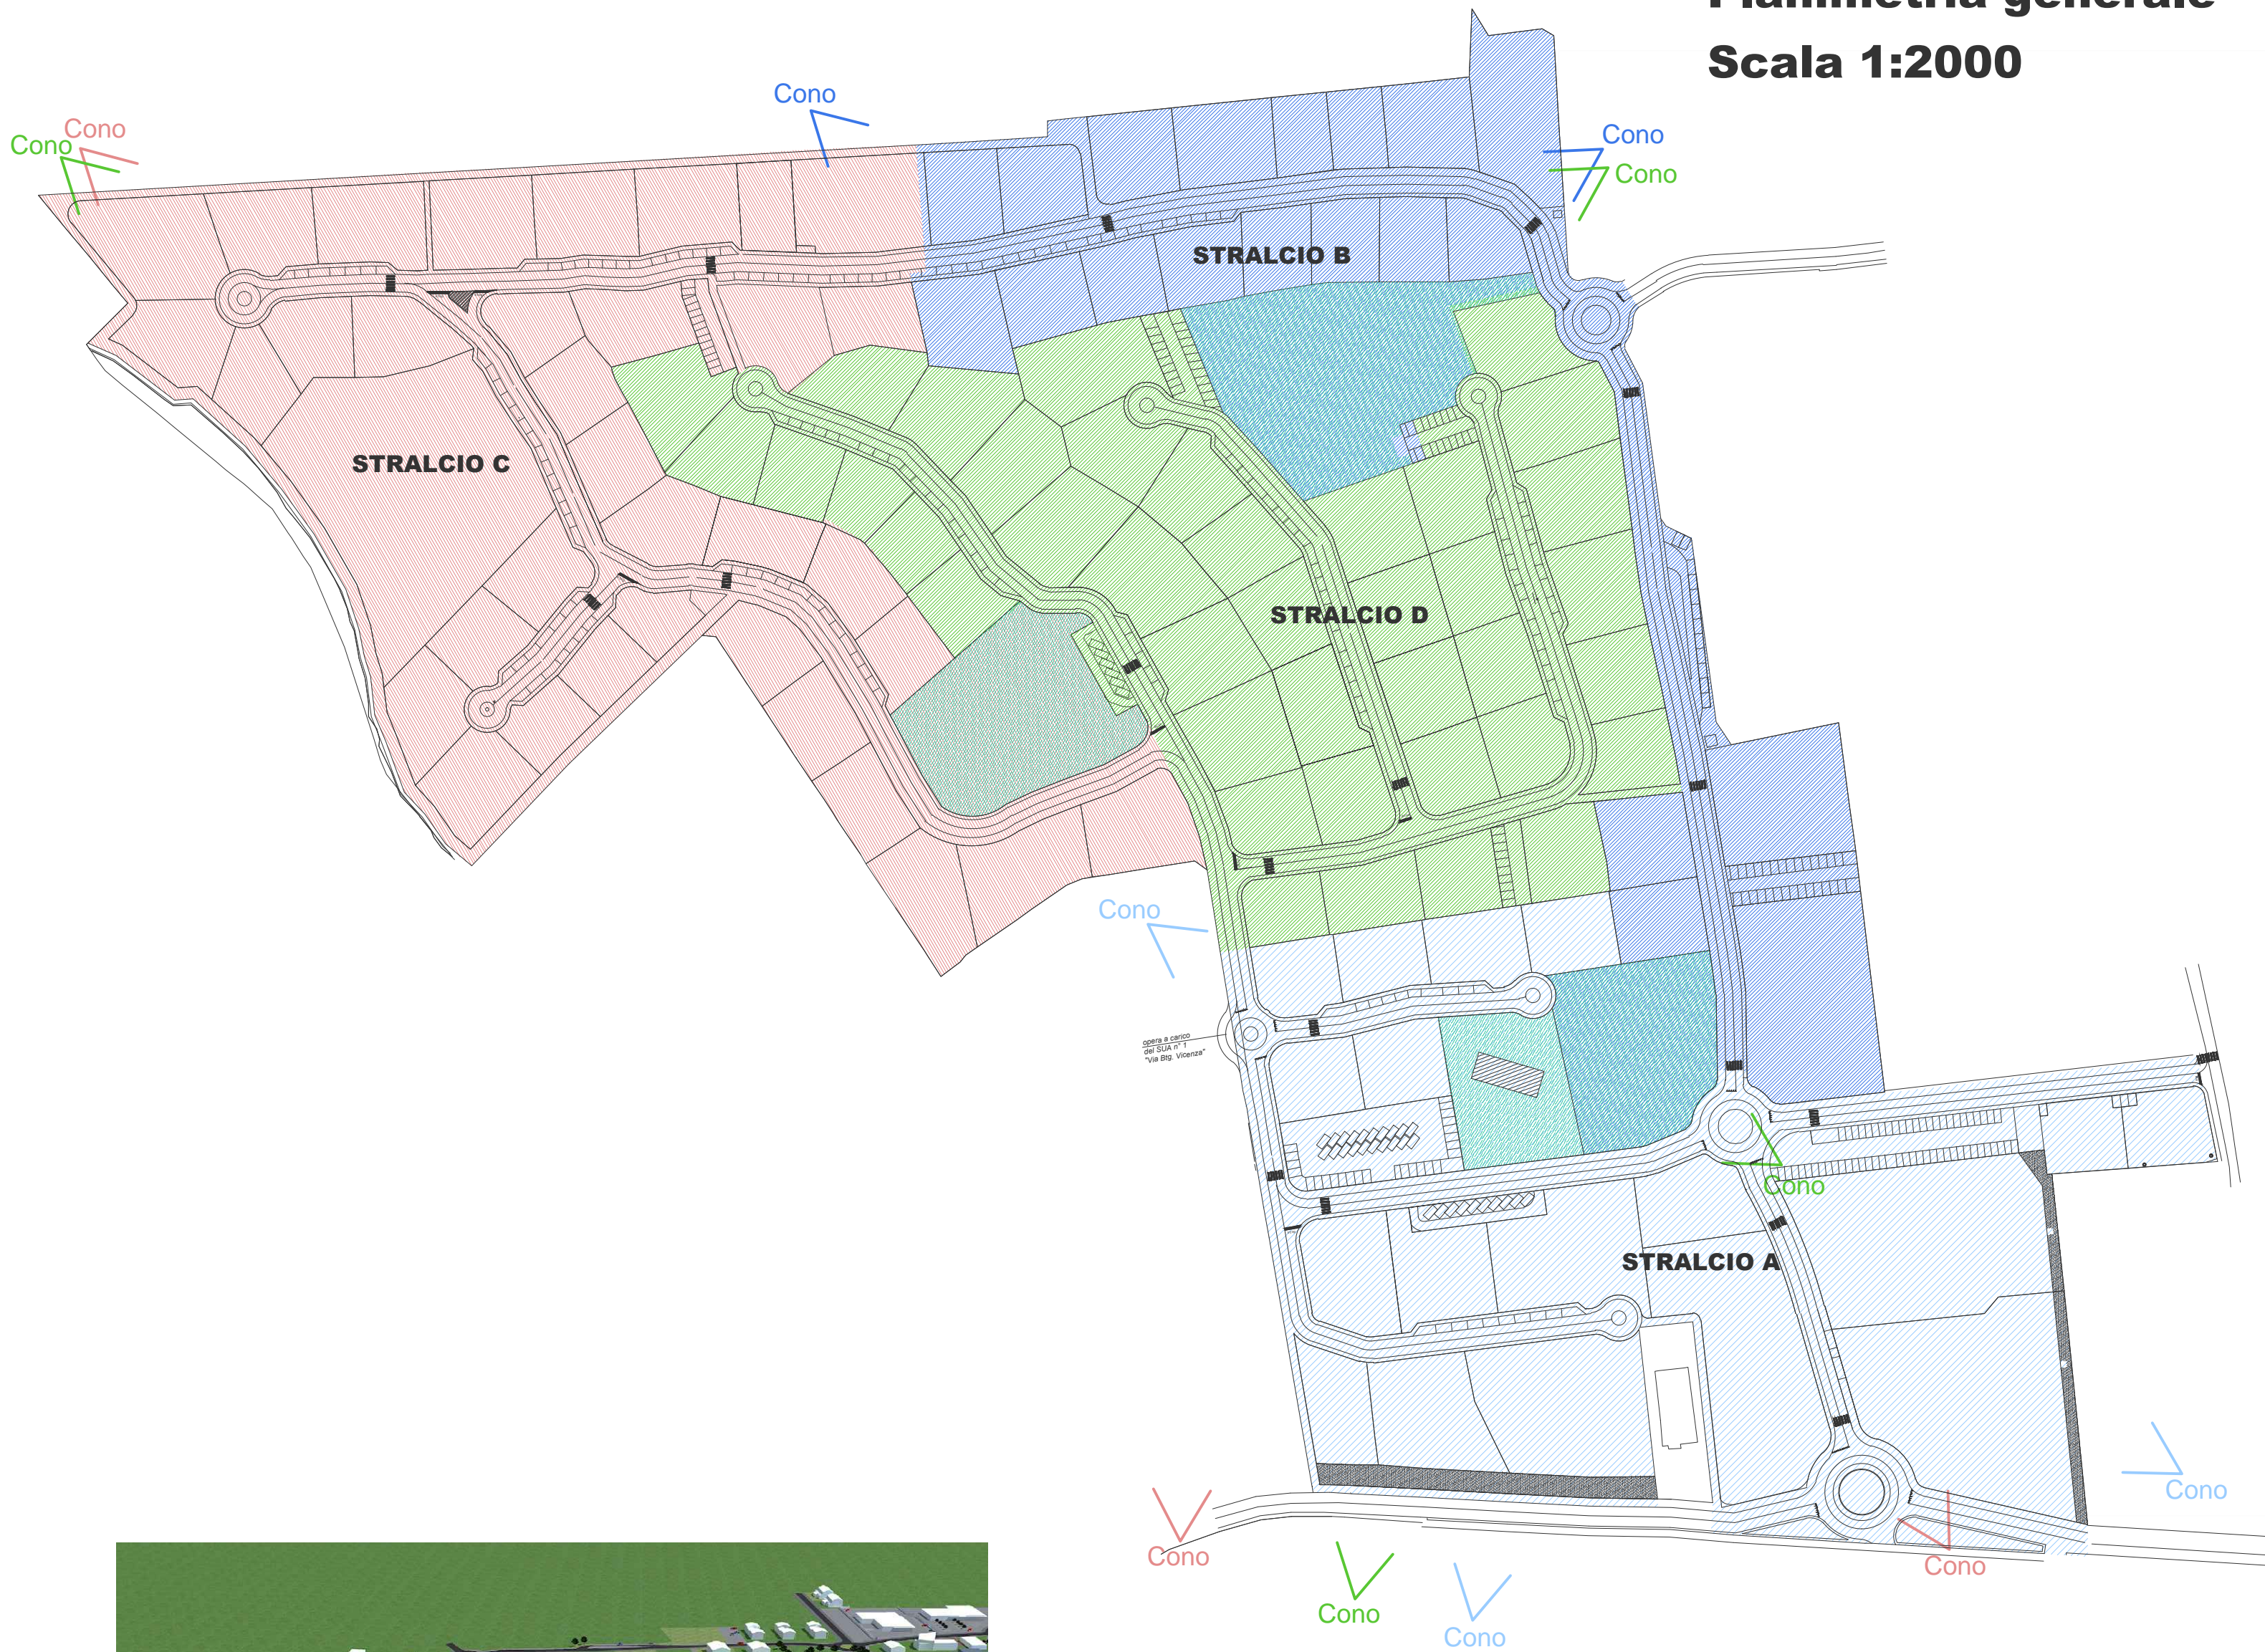 Planimetria generale
Scala 1:2000
Cono
Cono
Cono
Cono
Cono
STRALCIO B
STRALCIO C
STRALCIO D
Cono
opera a carico
del SUA n° 1
"Via Btg. Vicenza"
Cono
STRALCIO A
Cono
Cono
Cono
Cono
Cono